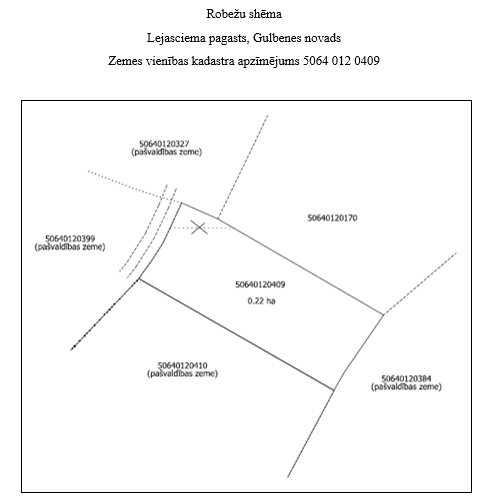 Robežu shēma
Lejasciema pagasts, Gulbenes novads
Zemes vienības kadastra apzīmējums 5064 012 0409
50640120327
(pašvaldības zeme)
50640120170
50640120399
(pašvaldības zeme)
50640120409
0.22 ha
50640120410
(pašvaldības zeme)
50640120384
(pašvaldības zeme)